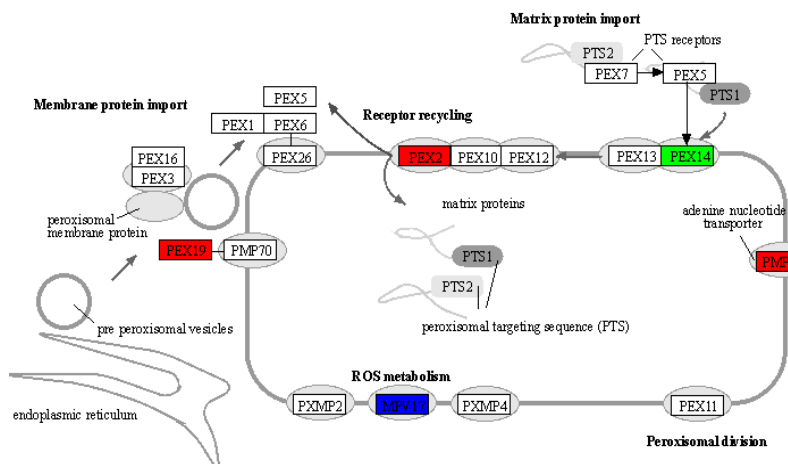 Matrix protein import
PTS2
PTS receptors
PEX7
PEX5
PTS1
Membrane protein import
PEX5
PEX1
PEX6
Receptor recycling
PEX16
PEX3
PEX26
PEX2
PEX10
PEX12
PEX13
PEX14
peroxisomal
membrane protein
matrix proteins
adenine nucleotide
transporter
PEX19
PMP70
PTS1
PMP
PTS2
pre peroxisomal vesicles
peroxisomal targeting sequence (PTS)
ROS metabolism
endoplasmic reticulum
PXMP2
MPV17
PXMP4
PEX11
Peroxisomal division